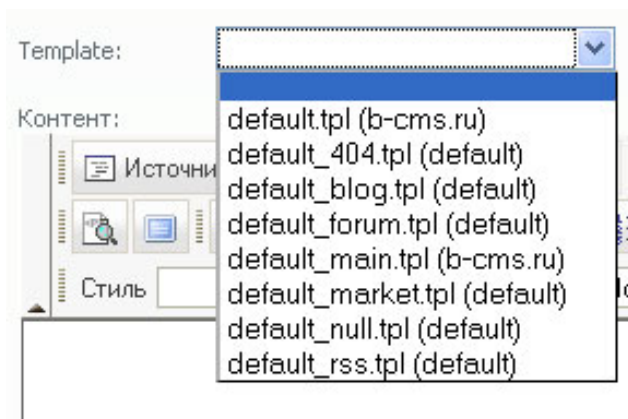 Template:
Контент:
default.tpl (b-cms.ru)
Источни
default_404.tpl (default)
default_blog.tpl (default)
default_forum.tpl (default)
default_main.tpl (b-cms.ru)
Стиль
default_market.tpl (default)
default_null.tpl (default)
default_rss.tpl (default)